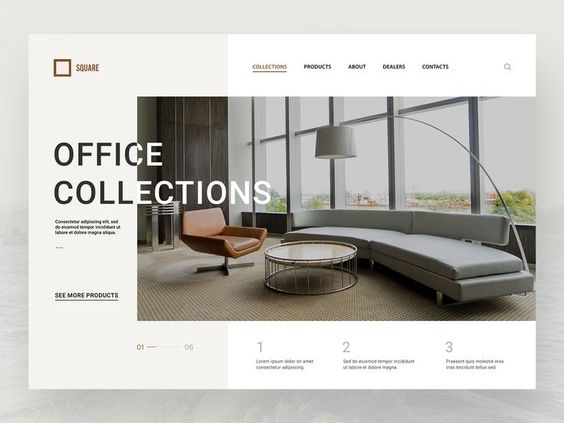 SQUARE
COLLECTIONS
PRODUCTS
ABOUT
DEALERS
CONTACTS
OFFICE
COLLECTIONS
Consectetur adipiscing elit, sed
do eiusmod tempor incididunt ut
labore et dolore magna aliqua.
...
SEE MORE PRODUCTS
01
06
1
Lorem ipsum dolor sit amet
consectetur adipiscing.
2
Sed do eiusmod tempor incididunt
ut labore et dolore magna aliqua.
3
Praesent quis molestie eros
cras tincidunt tellus sed.